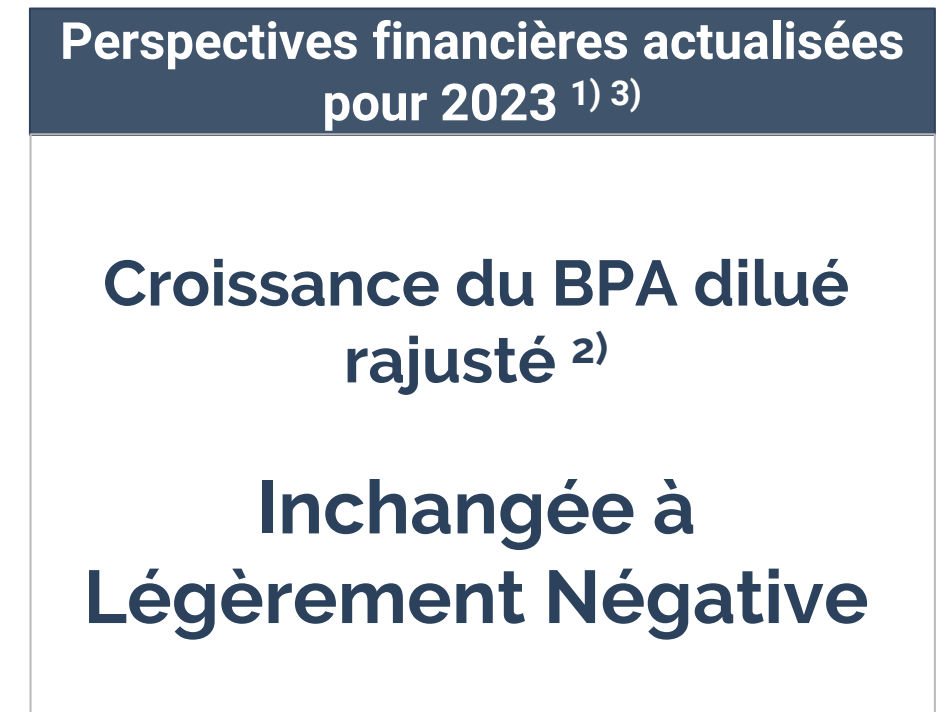 Perspectives financières actualisées
pour 2023 1) 3)
Croissance du BPA dilué
rajusté 2)
Inchangée à
Légèrement Négative